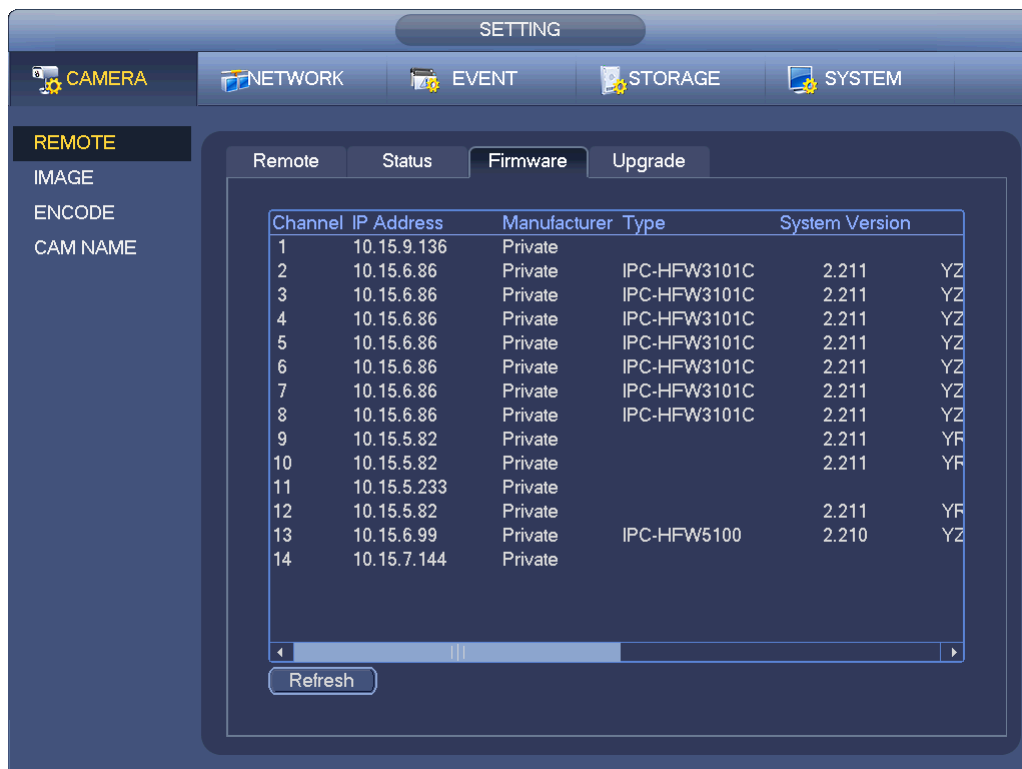 SETTING
CAMERA NETWORK EVENT STORAGE SYSTEM
REMOTE
IMAGE
ENCODE
CAM NAME
Remote Status Firmware Upgrade
Channel IP Address Manufacturer Type System Version
1 10.15.9.136 Private
2 10.15.6.86 Private IPC-HFW3101C 2.211 YZ
3 10.15.6.86 Private IPC-HFW3101C 2.211 YZ
4 10.15.6.86 Private IPC-HFW3101C 2.211 YZ
5 10.15.6.86 Private IPC-HFW3101C 2.211 YZ
6 10.15.6.86 Private IPC-HFW3101C 2.211 YZ
7 10.15.6.86 Private IPC-HFW3101C 2.211 YZ
8 10.15.6.86 Private IPC-HFW3101C 2.211 YZ
9 10.15.5.82 Private 2.211 YR
10 10.15.5.82 Private 2.211 YR
11 10.15.5.233 Private
12 10.15.5.82 Private 2.211 YR
13 10.15.6.99 Private IPC-HFW5100 2.210 YZ
14 10.15.7.144 Private
Refresh